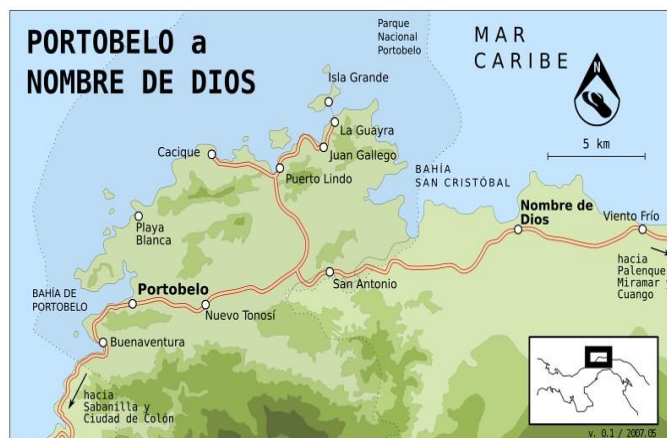 PORTOBELO a
NOMBRE DE DIOS
Parque
Nacional
Portobelo
MAR
CARIBE
N
5 km
Isla Grande
La Guayra
Juan Gallego
Cacique
Puerto Lindo
BAHÍA
SAN CRISTÓBAL
Nombre de
Dios
Viento Frío
Playa
Blanca
hacia
Palenque
Miramar y
Cuango
BAHÍA DE
PORTOBELO
Portobelo
San Antonio
Nuevo Tonosí
Buenaventura
hacia
Sabanilla y
Ciudad de Colón
v. 0.1 / 2007.05